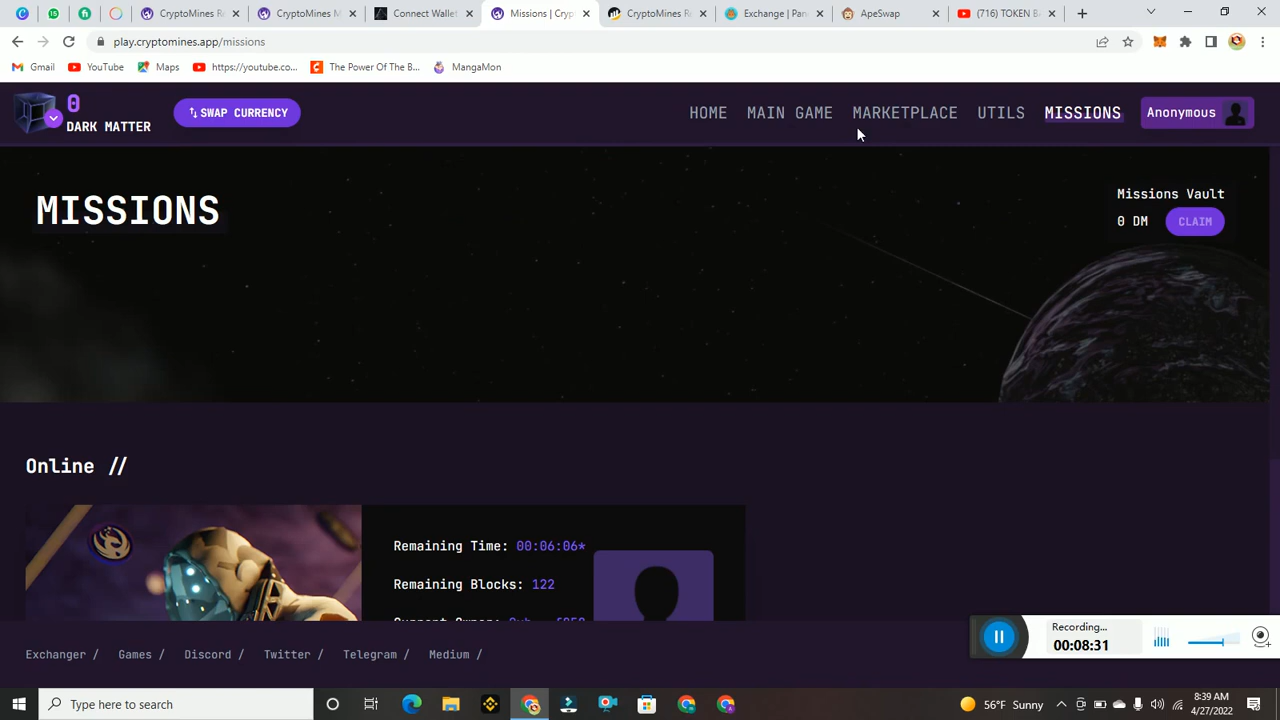 CryptoMines Re
CryptoMines M
Connect Wallet
Missions | Cryp
CryptoMines Re
Exchange | Pan
ApeSwap
(716) TOKEN B
play.cryptomines.app/missions
Gmail
YouTube
Maps
https://youtube.co...
The Power Of The B...
MangaMon
0
DARK MATTER
SWAP CURRENCY
HOME
MAIN GAME
MARKETPLACE
UTILS
MISSIONS
Anonymous
MISSIONS
Missions Vault
0 DM
CLAIM
Online //
Remaining Time: 00:06:06*
Remaining Blocks: 122
Exchanger /
Games /
Discord /
Twitter /
Telegram /
Medium /
Recording...
00:08:31
Type here to search
56°F Sunny
8:39 AM
4/27/2022